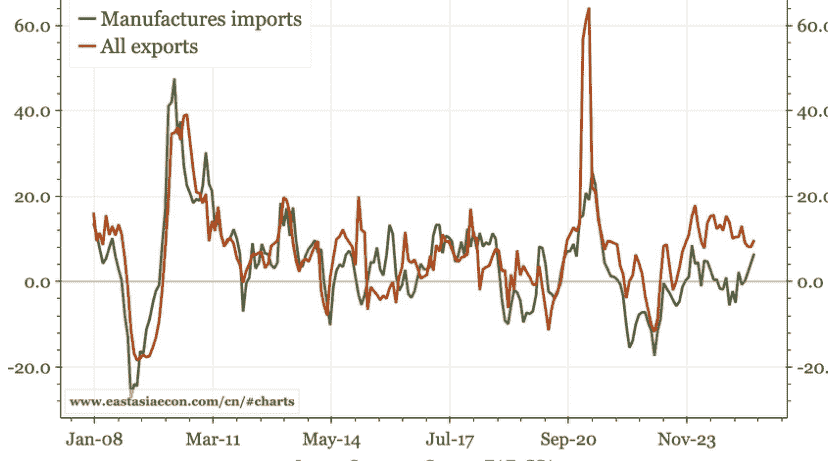 Manufactures imports
All exports
60.0
60.0
40.0
40.0
20.0
20.0
0.0
0.0
-20.0
-20.0
www.eastasiaecon.com/cn/#charts
Jan-08 Mar-11 May-14 Jul-17 Sep-20 Nov-23